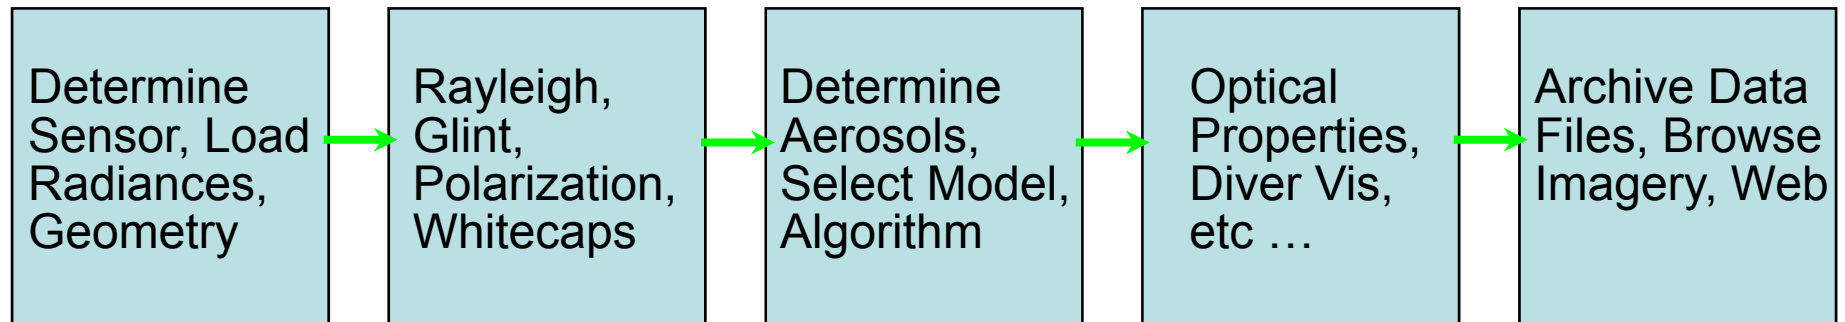 Determine
Sensor, Load
Radiances,
Geometry
Rayleigh,
Glint,
Polarization,
Whitecaps
Determine
Aerosols,
Select Model,
Algorithm
Optical
Properties,
Diver Vis,
etc …
Archive Data
Files, Browse
Imagery, Web